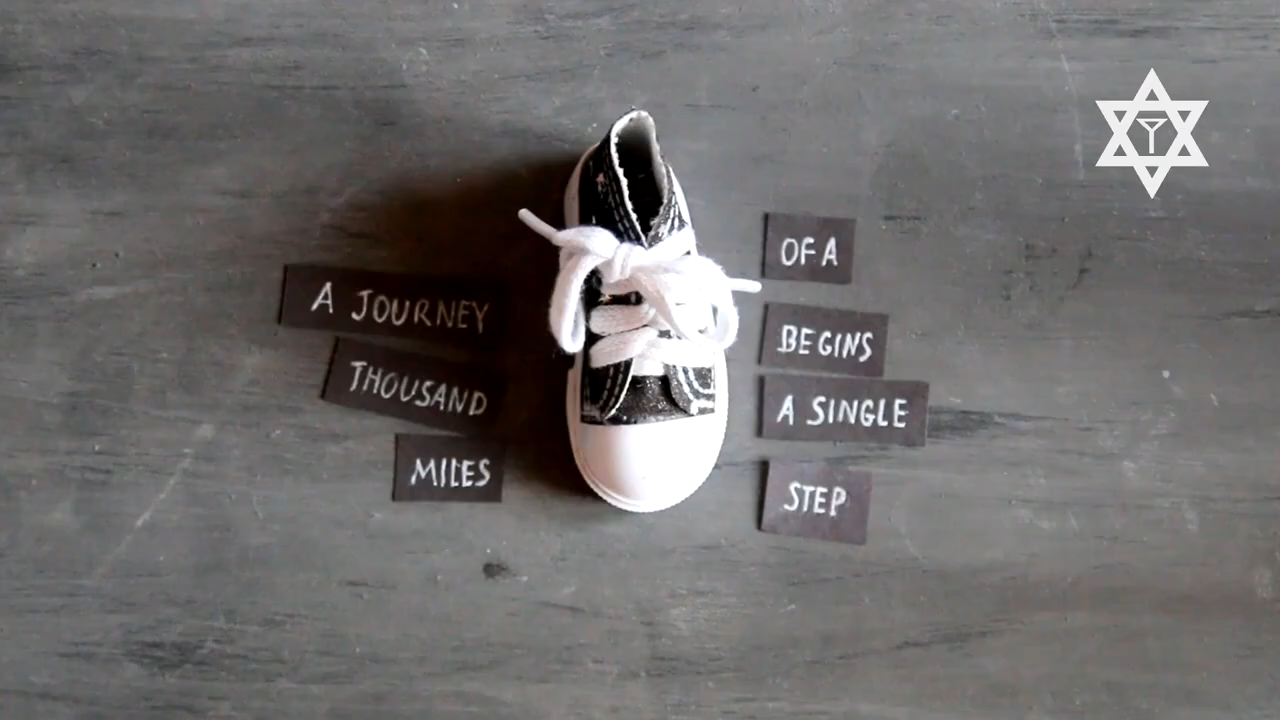 A JOURNEY
OF A
THOUSAND
MILES
BEGINS
A SINGLE
STEP